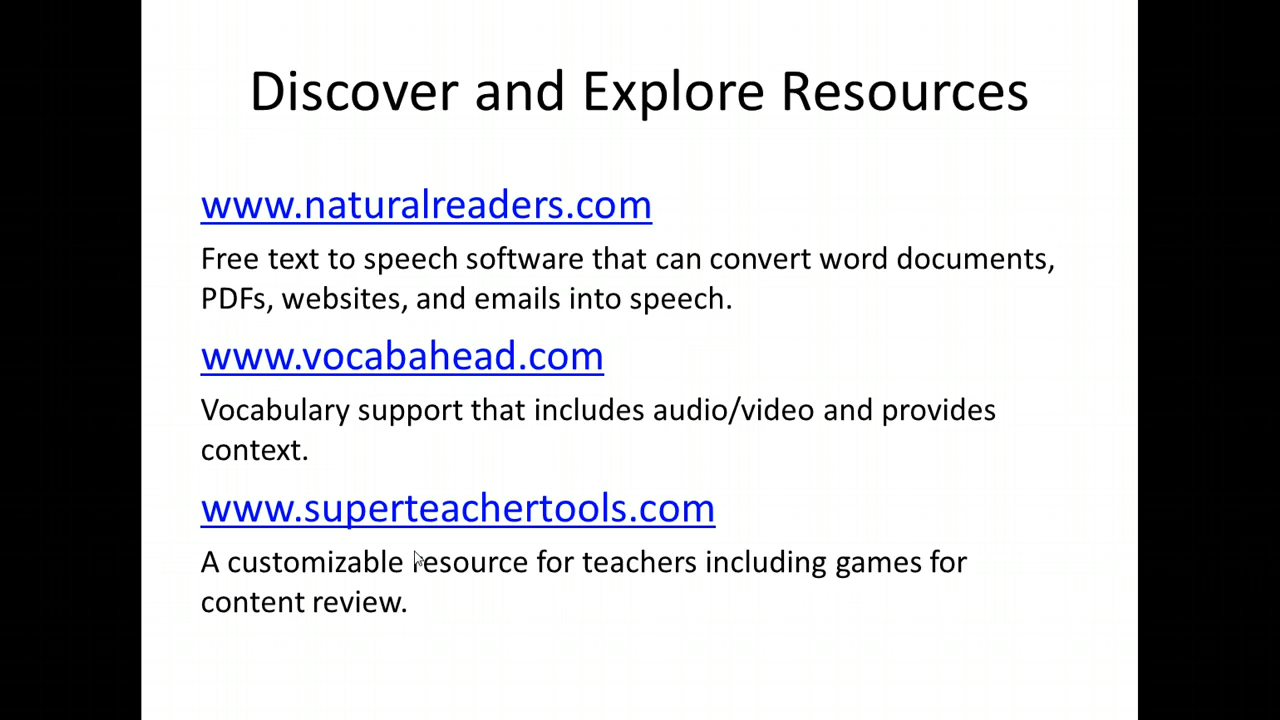 Discover and Explore Resources
www.naturalreaders.com
Free text to speech software that can convert word documents,
PDFs, websites, and emails into speech.
www.vocabahead.com
Vocabulary support that includes audio/video and provides
context.
www.superteachertools.com
A customizable resource for teachers including games for
content review.